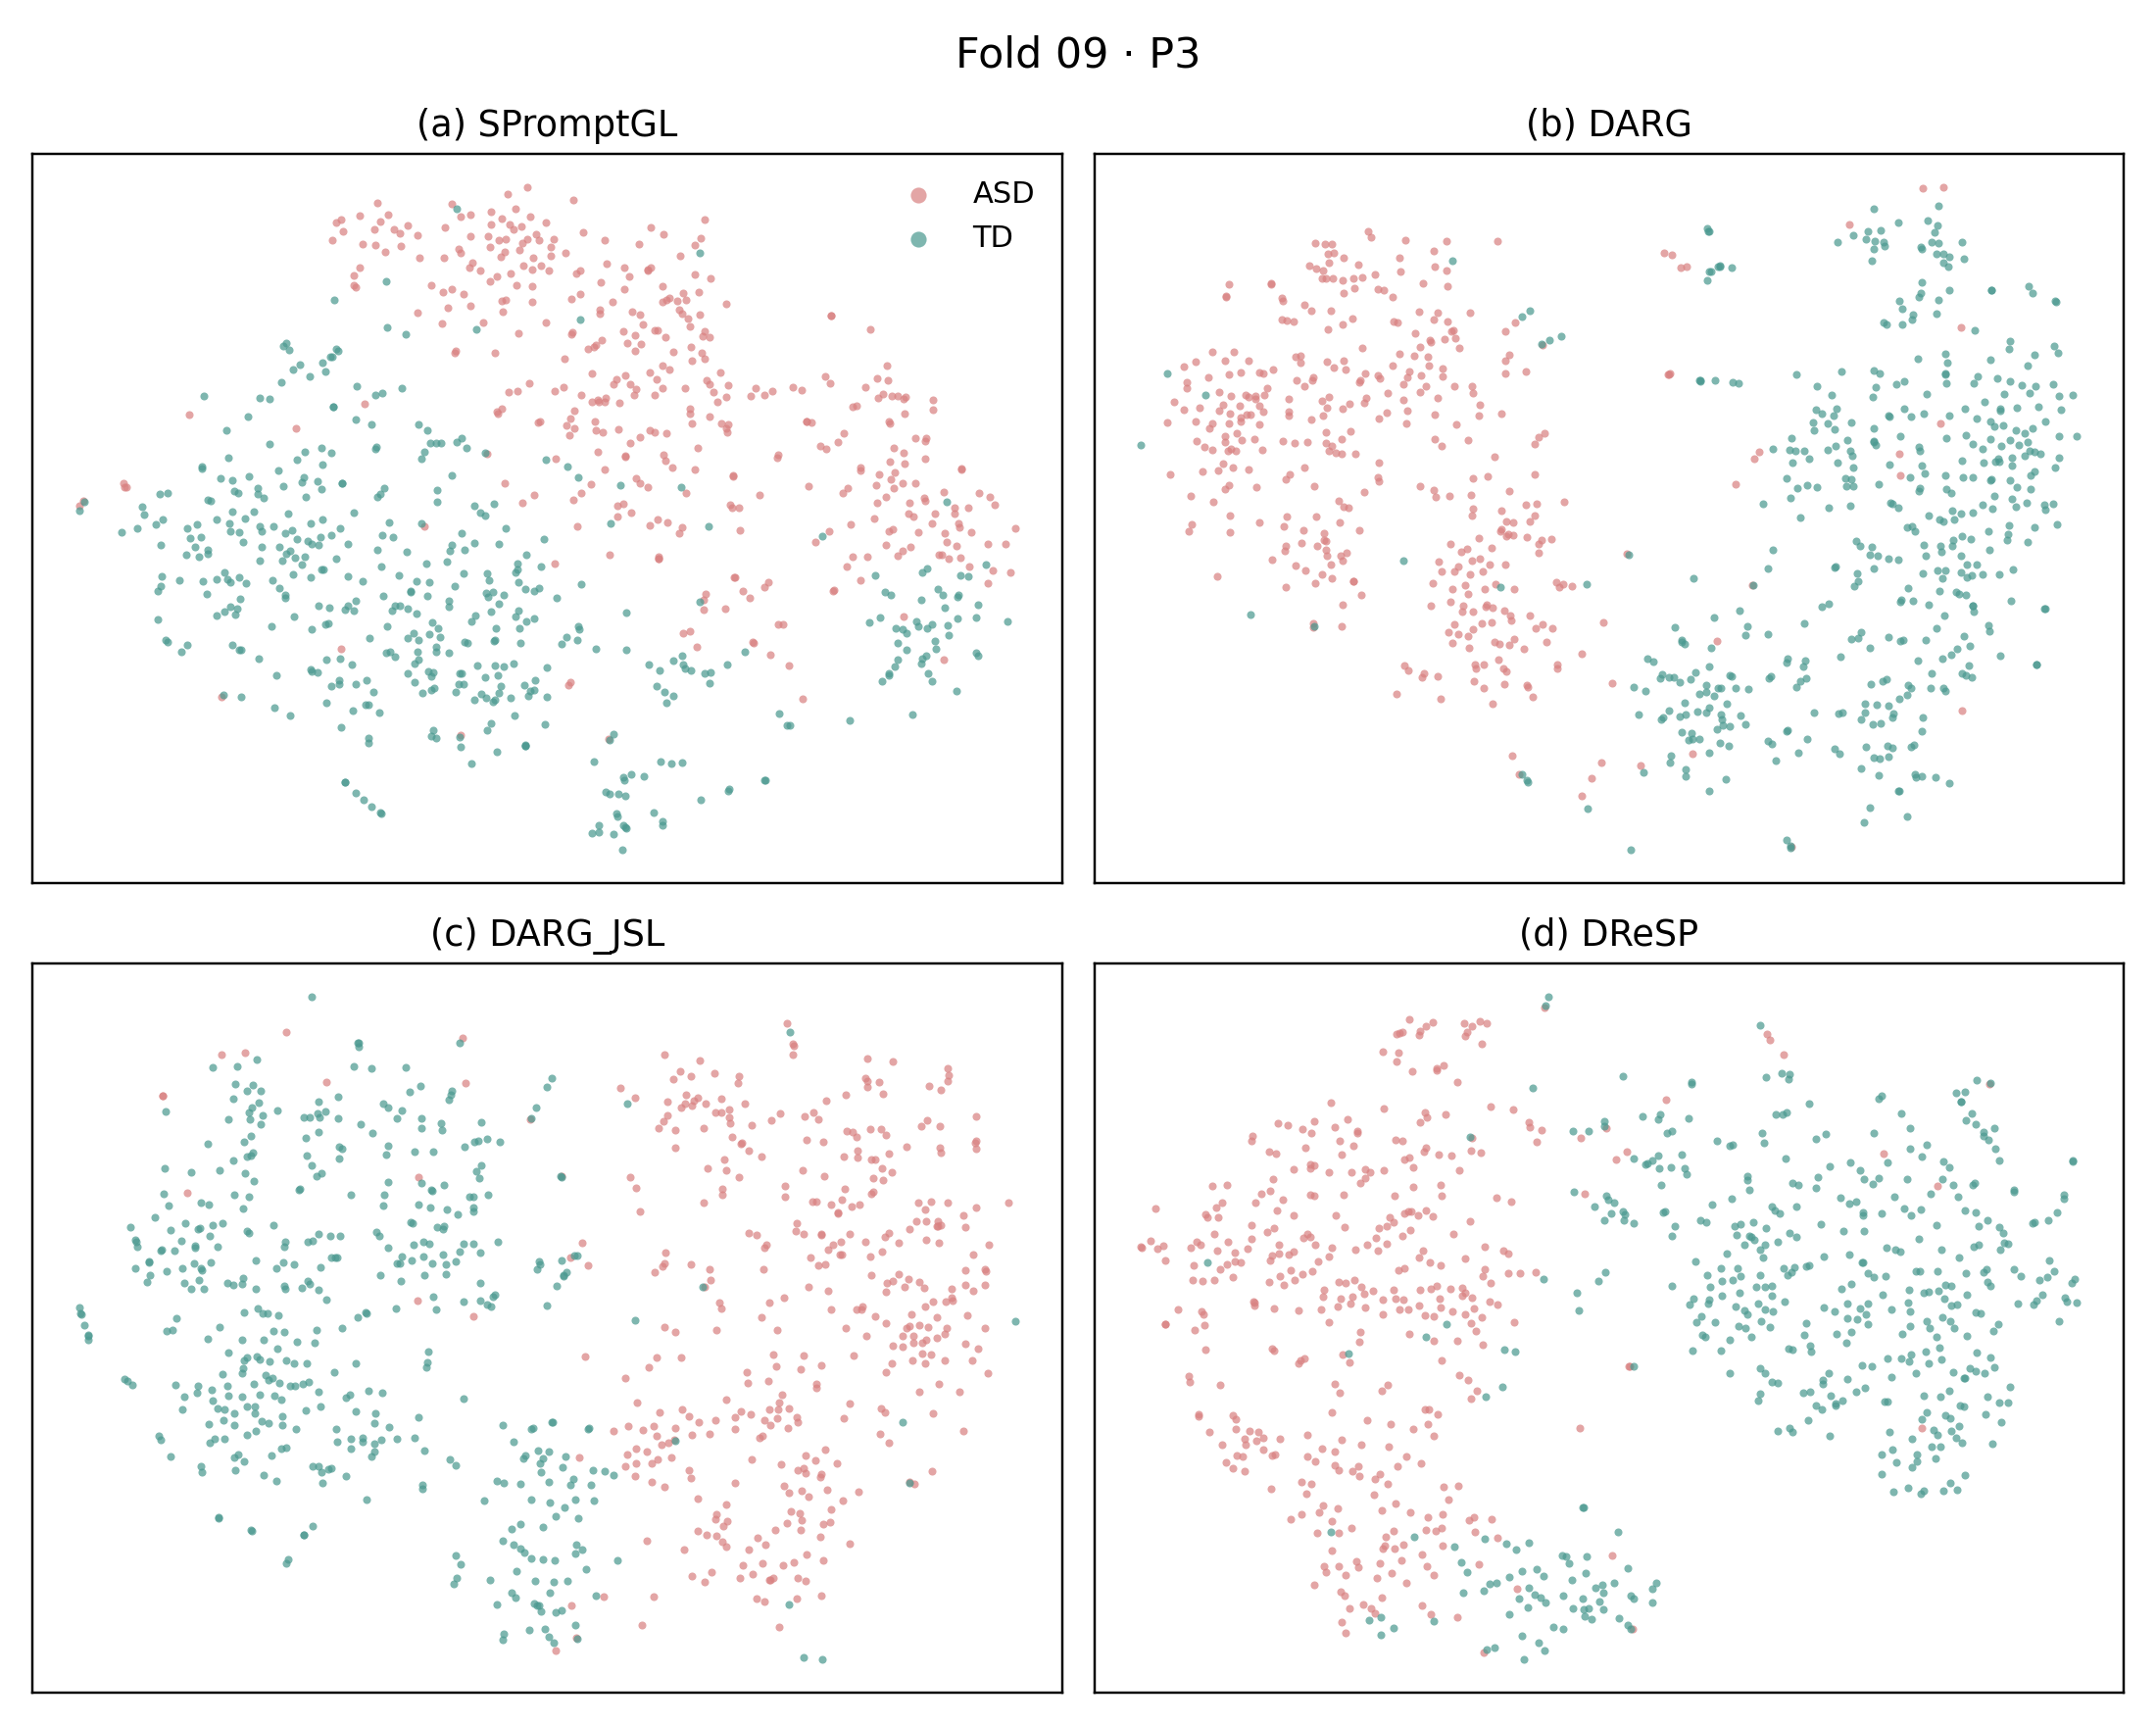 Fold 09 · P3
(a) SPromptGL
(b) DARG
ASD
TD
(c) DARG_JSL
(d) DReSP